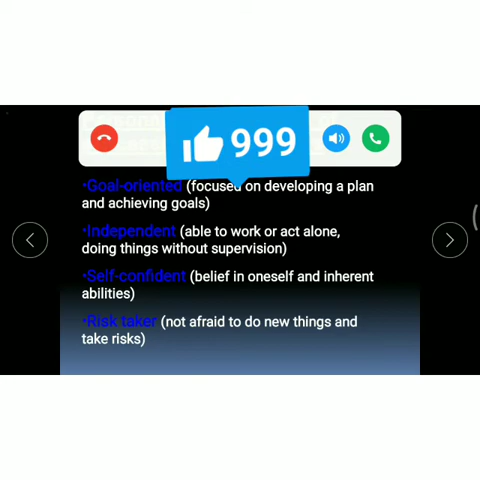 999
•Goal-oriented (focused on developing a plan
and achieving goals)
•Independent (able to work or act alone,
doing things without supervision)
•Self-confident (belief in oneself and inherent
abilities)
•Risk taker (not afraid to do new things and
take risks)